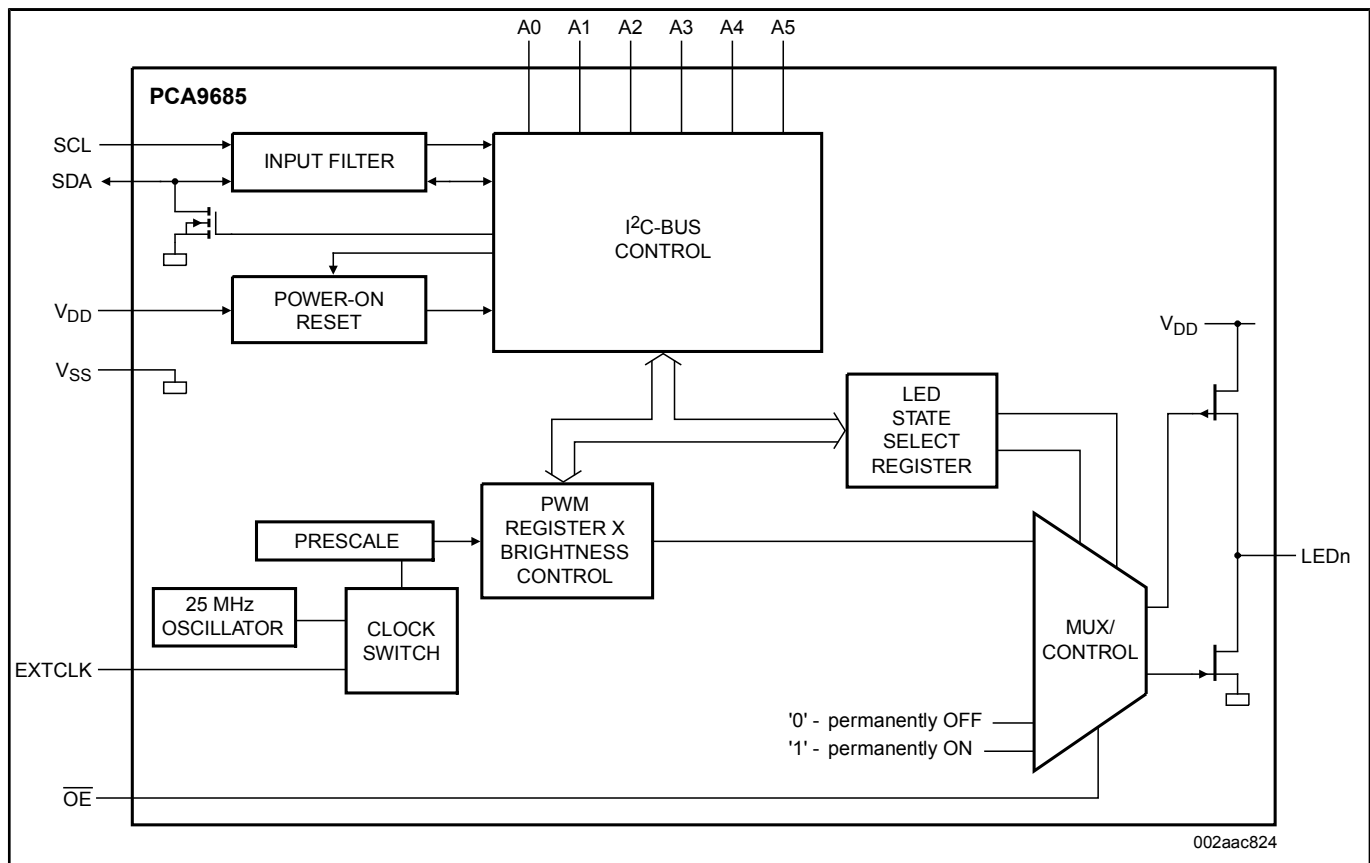 A0 A1 A2 A3 A4 A5
PCA9685
SCL
INPUT FILTER
SDA
I²C-BUS
CONTROL
POWER-ON
RESET
VDD
VDD
VSS
LED
STATE
SELECT
REGISTER
PWM
REGISTER X
BRIGHTNESS
CONTROL
PRESCALE
LEDn
25 MHz
OSCILLATOR
CLOCK
SWITCH
MUX/
CONTROL
EXTCLK
'0' - permanently OFF
'1' - permanently ON
O̅E̅
002aac824